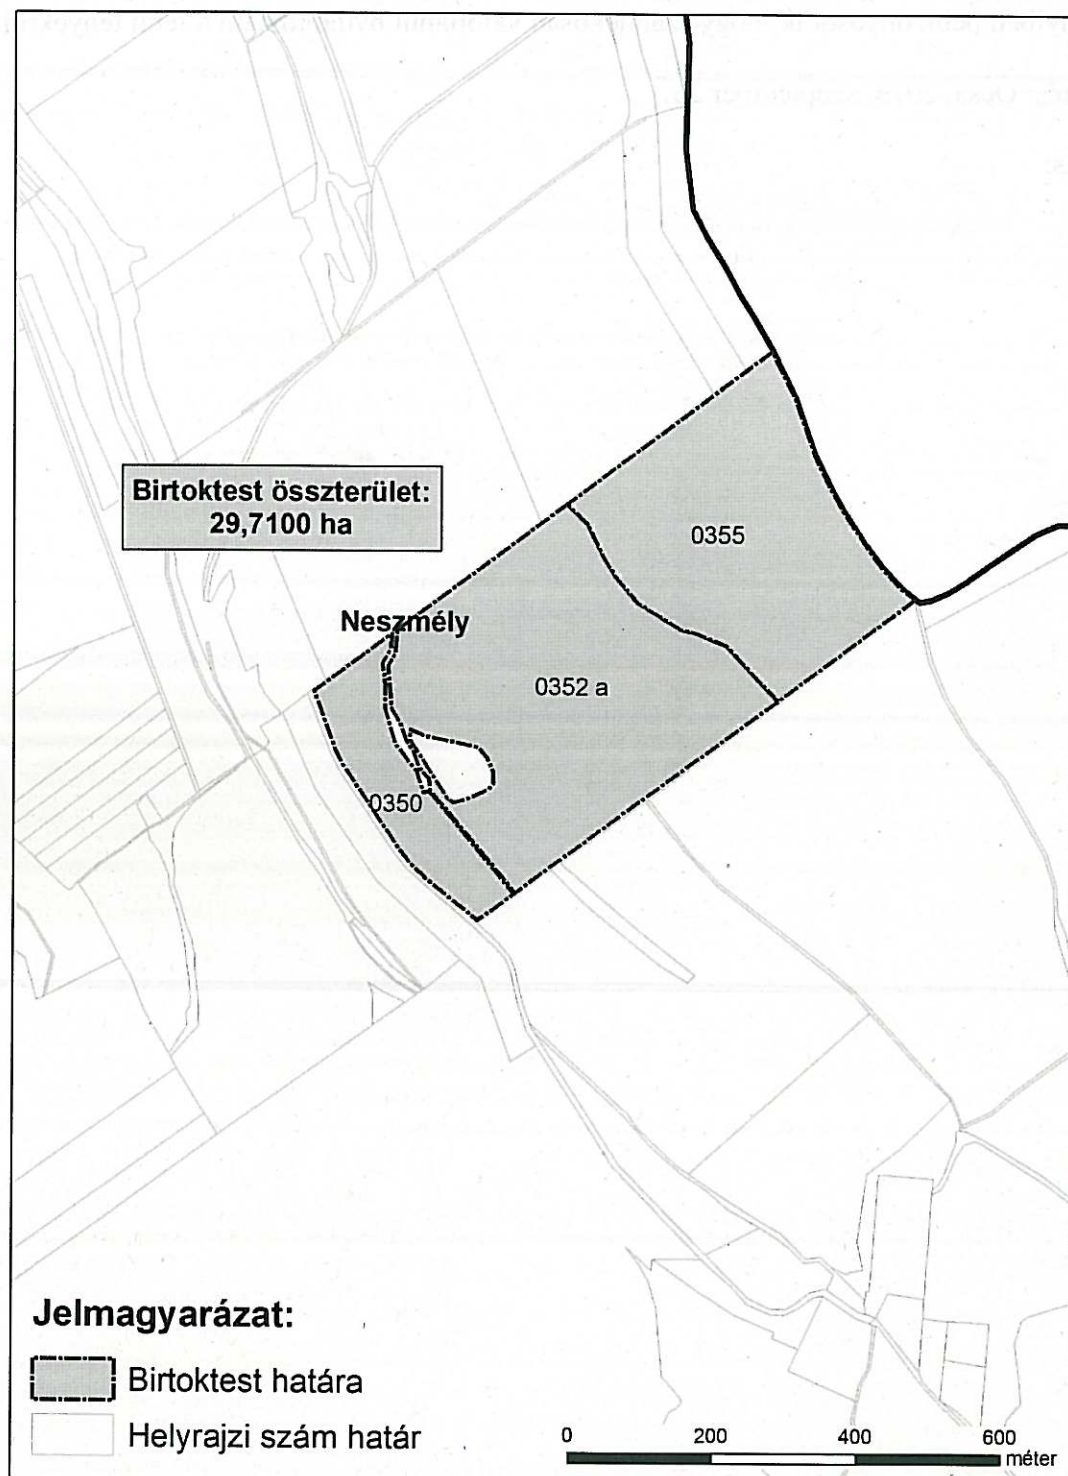 Birtoktest összterület:
29,7100 ha
0355
Neszmély
0352 a
0350
Jelmagyarázat:
Birtoktest határa
Helyrajzi szám határ
0 200 400 600
méter